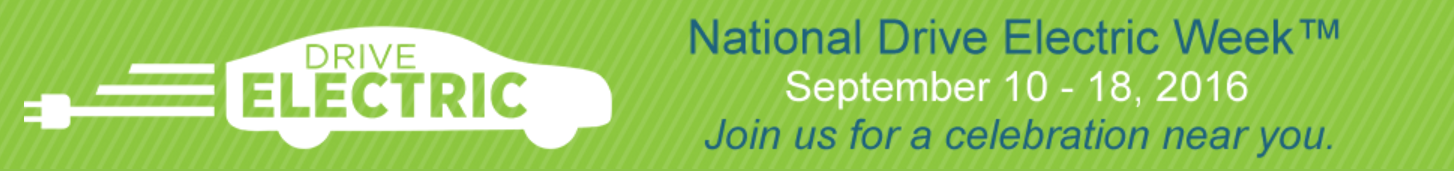 DRIVE
ELECTRIC
National Drive Electric Week™
September 10 - 18, 2016
Join us for a celebration near you.